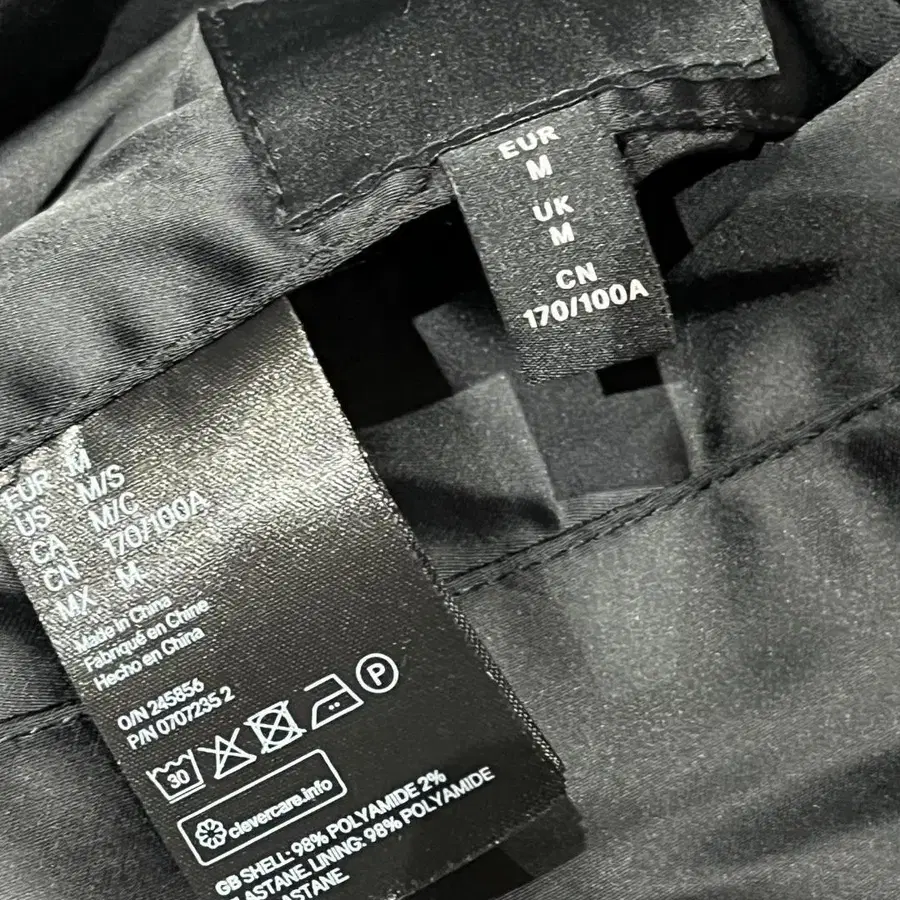 EUR
M
UK
M
CN
170/100A
EUR M
US M/S
CA M/C
CN 170/100A
MX M
Made in China
Fabriqué en Chine
Hecho en China
O/N 245856
P/N 0707235 2
30
P
clevercare.info
GB SHELL: 98% POLYAMIDE 2%
ELASTANE LINING: 98% POLYAMIDE
ELASTANE